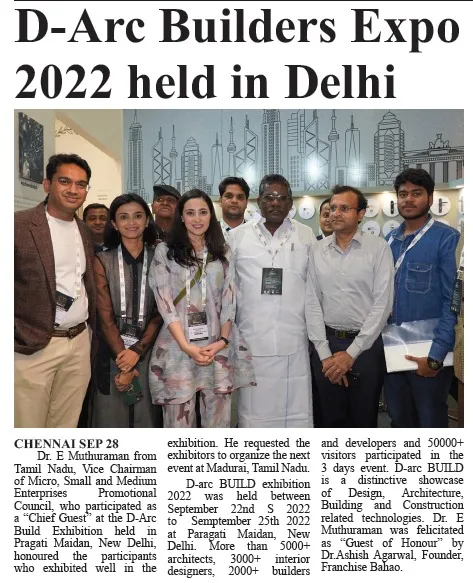 D-Arc Builders Expo
2022 held in Delhi
CHENNAI SEP 28
Dr. E Muthuraman from
Tamil Nadu, Vice Chairman
of Micro, Small and Medium
Enterprises Promotional
Council, who participated as
a “Chief Guest” at the D-Arc
Build Exhibition held in
Pragati Maidan, New Delhi,
honoured the participants
who exhibited well in the
exhibition. He requested the
exhibitors to organize the next
event at Madurai, Tamil Nadu.
D-arc BUILD exhibition
2022 was held between
September 22nd S 2022
to Semptember 25th 2022
at Paragati Maidan, New
Delhi. More than 5000+
architects, 3000+ interior
designers, 2000+ builders
and developers and 50000+
visitors participated in the
3 days event. D-arc BUILD
is a distinctive showcase
of Design, Architecture,
Building and Construction
related technologies. Dr. E
Muthuraman was felicitated
as “Guest of Honour” by
Dr.Ashish Agarwal, Founder,
Franchise Bahao.